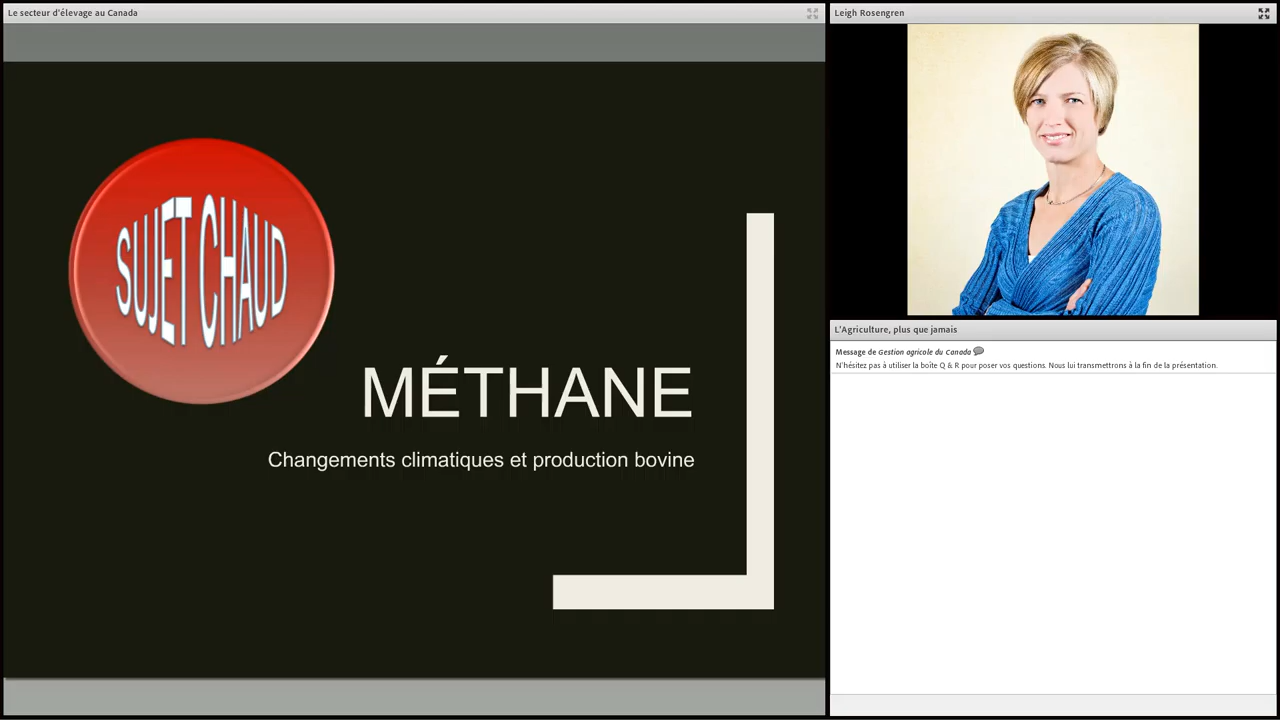 Le secteur d'élevage au Canada
SUJET CHAUD
MÉTHANE
Changements climatiques et production bovine
Leigh Rosengren
L'Agriculture, plus que jamais
Message de Gestion agricole du Canada
N'hésitez pas à utiliser la boîte Q & R pour poser vos questions. Nous lui transmettrons à la fin de la présentation.